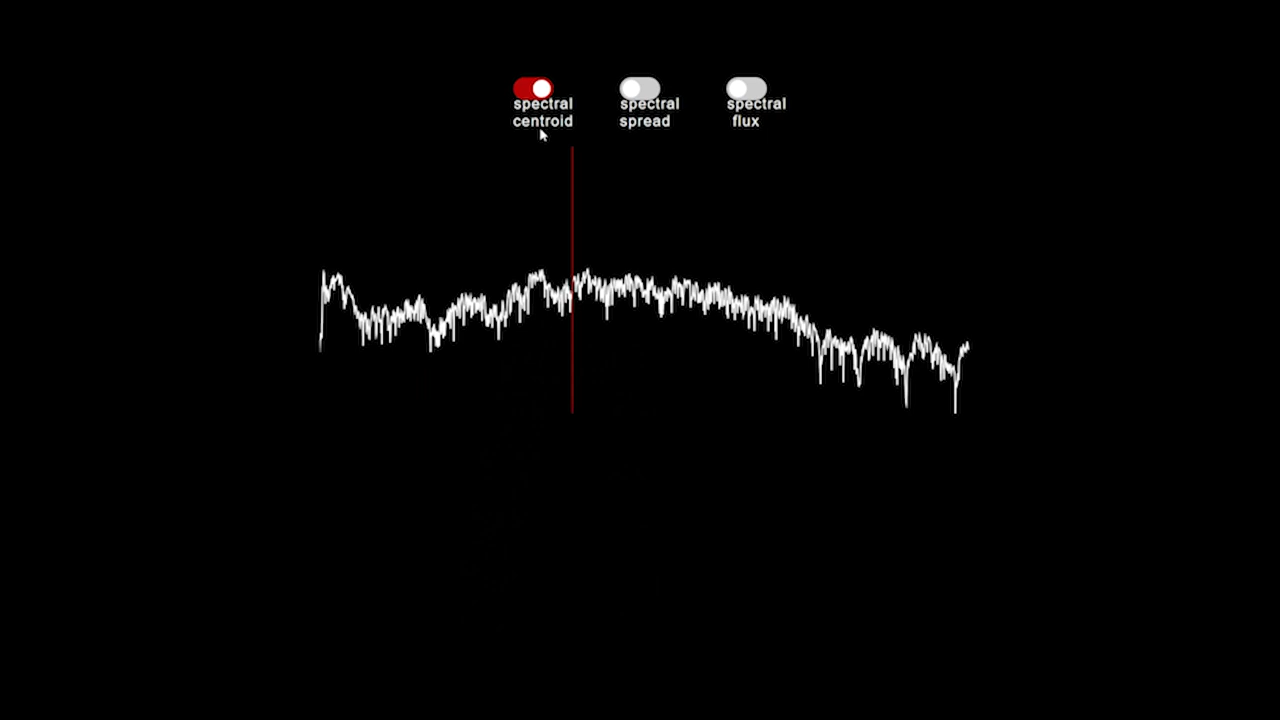 spectral
centroid
spectral
spread
spectral
flux